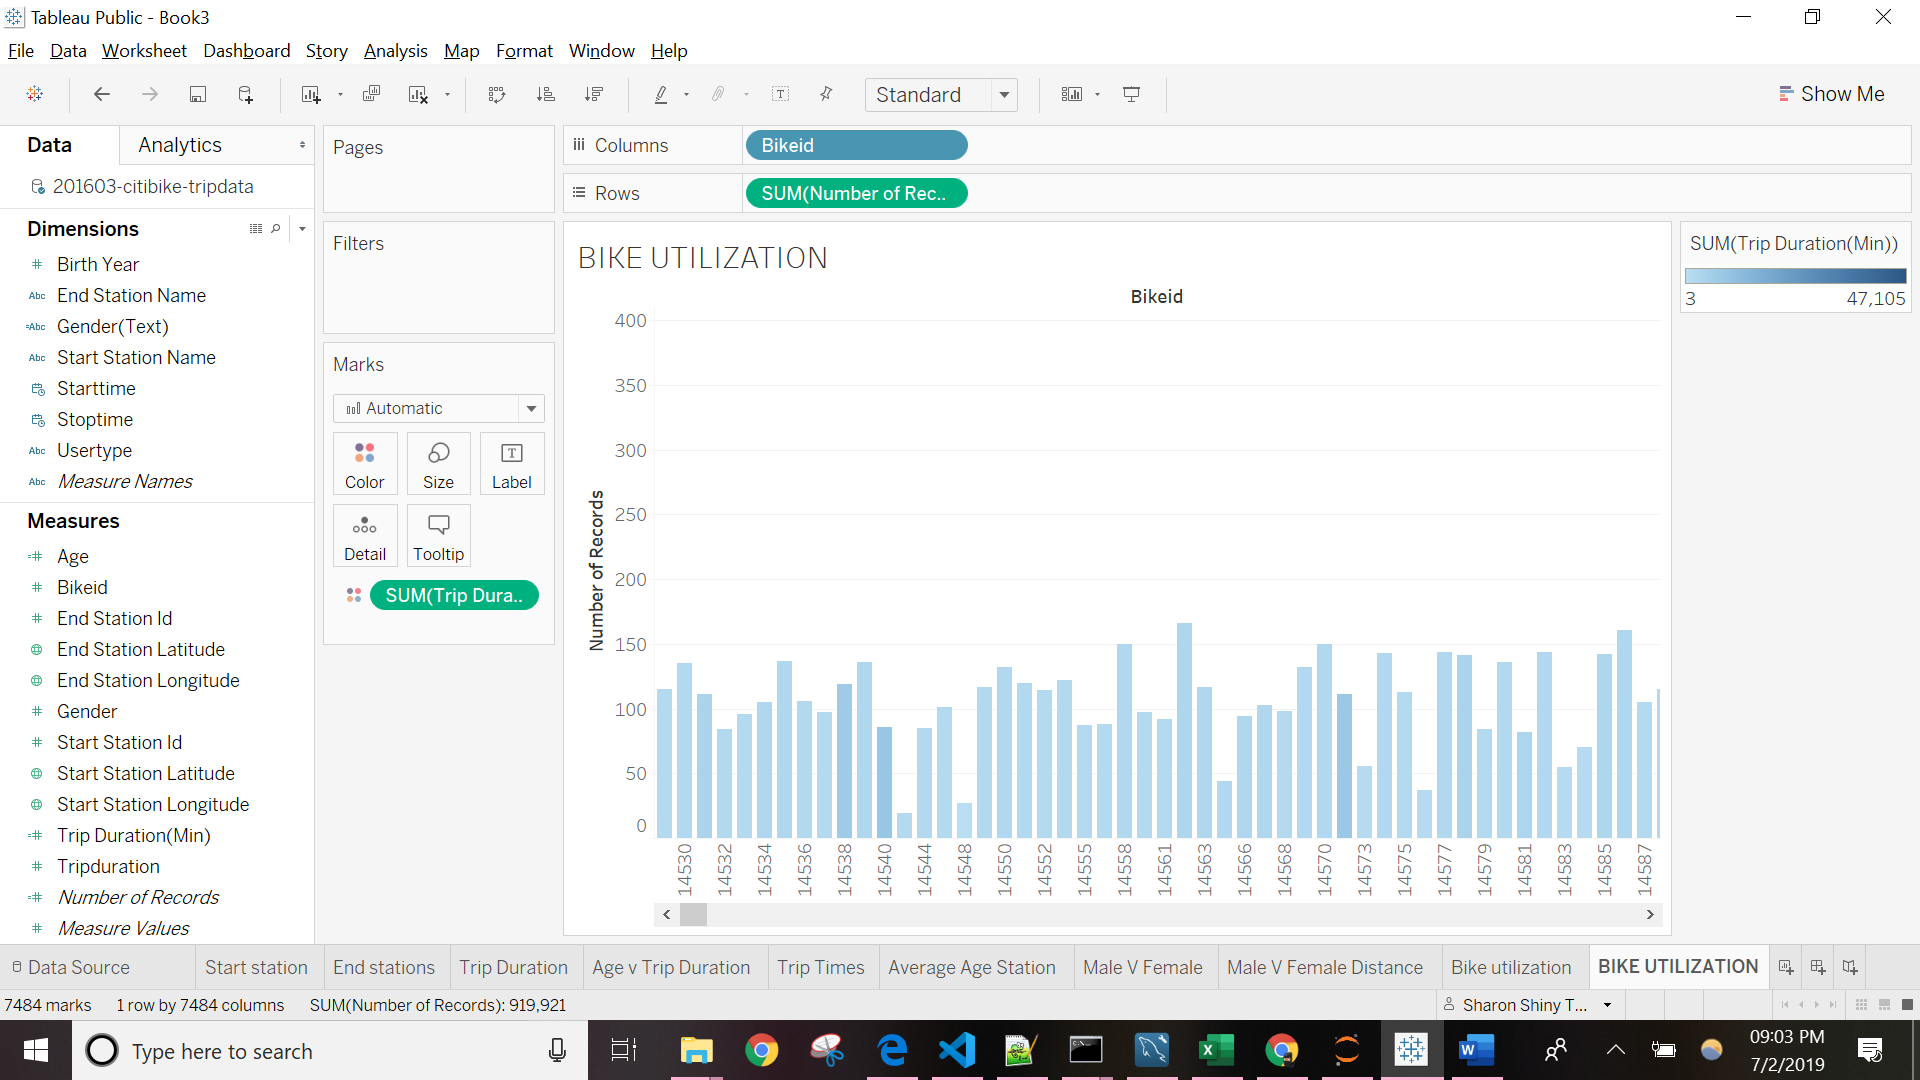 Tableau Public - Book3
File Data Worksheet Dashboard Story Analysis Map Format Window Help
Standard
Show Me
Data Analytics
201603-citibike-tripdata
Dimensions
Abc
Birth Year
Abc End Station Name
=Abc Gender(Text)
Abc Start Station Name
Starttime
Stoptime
Abc Usertype
Abc Measure Names
Measures
Age
Bikeid
End Station Id
End Station Latitude
End Station Longitude
Gender
Start Station Id
Start Station Latitude
Start Station Longitude
Trip Duration(Min)
Tripduration
Number of Records
Measure Values
Pages
Filters
Marks
Automatic
Color Size Label
Detail Tooltip
SUM(Trip Dura..
Columns Bikeid
Rows SUM(Number of Rec..
BIKE UTILIZATION
Bikeid
Number of Records
400
350
300
250
200
150
100
50
0
14530 14532 14534 14536 14538 14540 14544 14548 14550 14552 14555 14558 14561 14563 14566 14568 14570 14573 14575 14577 14579 14581 14583 14585 14587
SUM(Trip Duration(Min))
3 47,105
Data Source Start station End stations Trip Duration Age v Trip Duration Trip Times Average Age Station Male V Female Male V Female Distance Bike utilization BIKE UTILIZATION
7484 marks 1 row by 7484 columns SUM(Number of Records): 919,921
Sharon Shiny T...
Type here to search
09:03 PM
7/2/2019